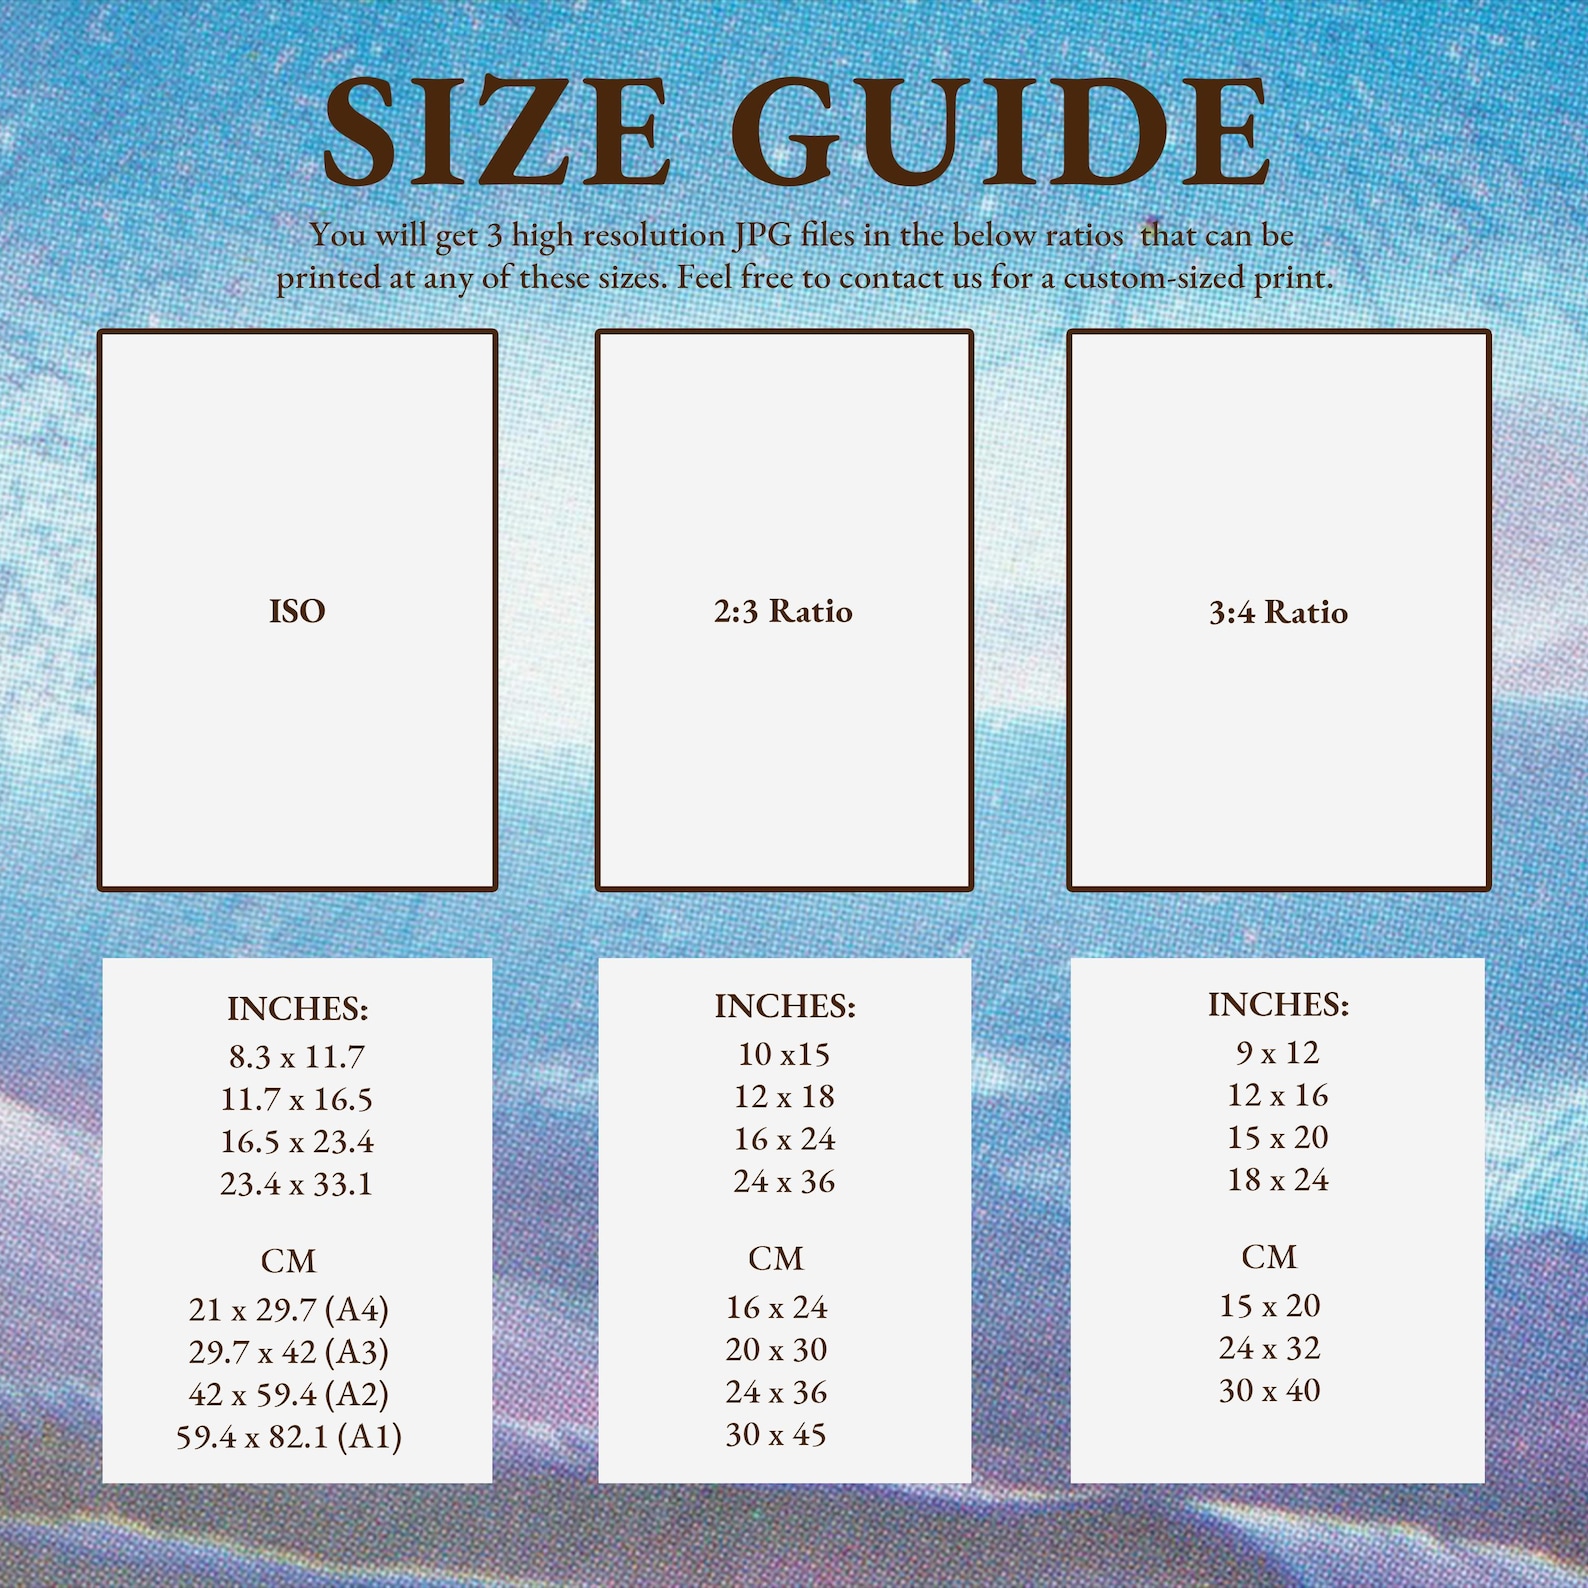 SIZE GUIDE
You will get 3 high resolution JPG files in the below ratios  that can be
printed at any of these sizes. Feel free to contact us for a custom-sized print.
ISO
2:3 Ratio
3:4 Ratio
INCHES:
8.3 x 11.7
11.7 x 16.5
16.5 x 23.4
23.4 x 33.1
CM
21 x 29.7 (A4)
29.7 x 42 (A3)
42 x 59.4 (A2)
59.4 x 82.1 (A1)
INCHES:
10 x15
12 x 18
16 x 24
24 x 36
CM
16 x 24
20 x 30
24 x 36
30 x 45
INCHES:
9 x 12
12 x 16
15 x 20
18 x 24
CM
15 x 20
24 x 32
30 x 40